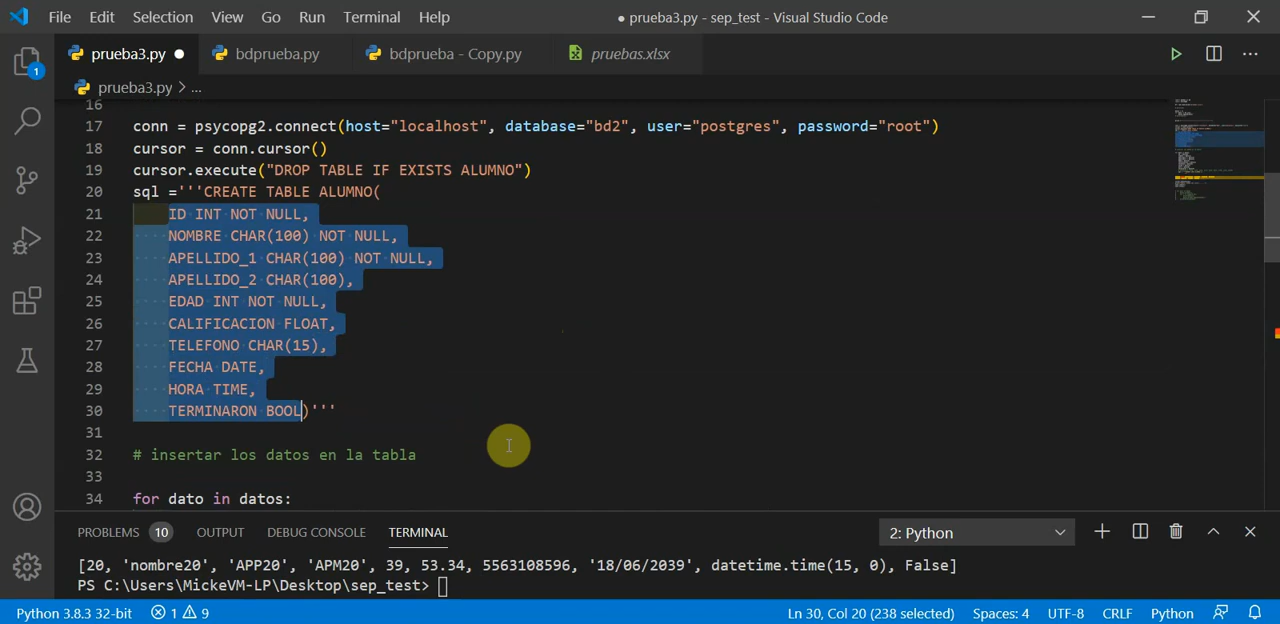 File Edit Selection View Go Run Terminal Help ● prueba3.py - sep_test - Visual Studio Code
prueba3.py bdprueba.py bdprueba - Copy.py pruebas.xlsx
1
prueba3.py > ...
16
17 conn = psycopg2.connect(host="localhost", database="bd2", user="postgres", password="root")
18 cursor = conn.cursor()
19 cursor.execute("DROP TABLE IF EXISTS ALUMNO")
20 sql ='''CREATE TABLE ALUMNO(
21 ID INT NOT NULL,
22 NOMBRE CHAR(100) NOT NULL,
23 APELLIDO_1 CHAR(100) NOT NULL,
24 APELLIDO_2 CHAR(100),
25 EDAD INT NOT NULL,
26 CALIFICACION FLOAT,
27 TELEFONO CHAR(15),
28 FECHA DATE,
29 HORA TIME,
30 TERMINARON BOOL)'''
31
32 # insertar los datos en la tabla
33
34 for dato in datos:
PROBLEMS 10 OUTPUT DEBUG CONSOLE TERMINAL 2: Python
[20, 'nombre20', 'APP20', 'APM20', 39, 53.34, 5563108596, '18/06/2039', datetime.time(15, 0), False]
PS C:\Users\MickeVM-LP\Desktop\sep_test>
Python 3.8.3 32-bit 1 9 Ln 30, Col 20 (238 selected) Spaces: 4 UTF-8 CRLF Python